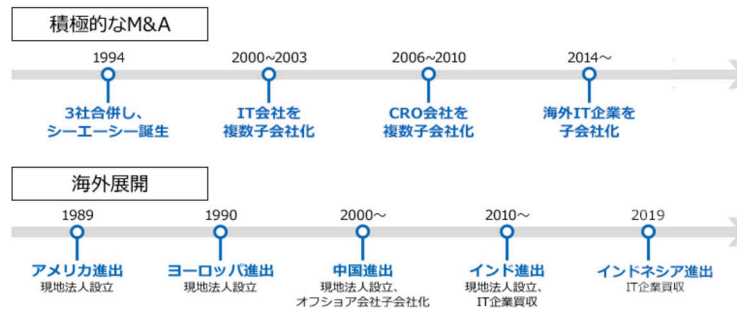 積極的なM&A
1994
2000~2003
2006~2010
2014～
3社合併し、
シーエーシー誕生
IT会社を
複数子会社化
CRO会社を
複数子会社化
海外IT企業を
子会社化
海外展開
1989
1990
2000～
2010～
2019
アメリカ進出
現地法人設立
ヨーロッパ進出
現地法人設立
中国進出
現地法人設立、
オフショア会社子会社化
インド進出
現地法人設立、
IT企業買収
インドネシア進出
IT企業買収